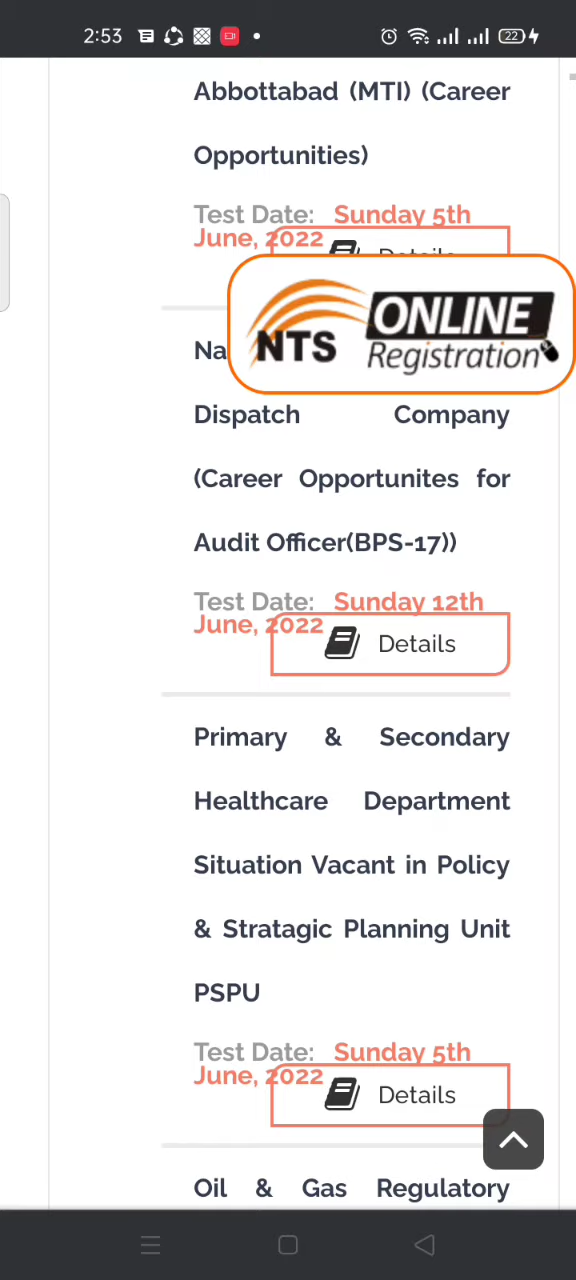 2:53
22
Abbottabad (MTI) (Career
Opportunities)
Test Date: Sunday 5th
June, 2022
Details
NTS ONLINE
Registration
Na
Dispatch Company
(Career Opportunites for
Audit Officer(BPS-17))
Test Date: Sunday 12th
June, 2022
Details
Primary & Secondary
Healthcare Department
Situation Vacant in Policy
& Stratagic Planning Unit
PSPU
Test Date: Sunday 5th
June, 2022
Details
Oil & Gas Regulatory